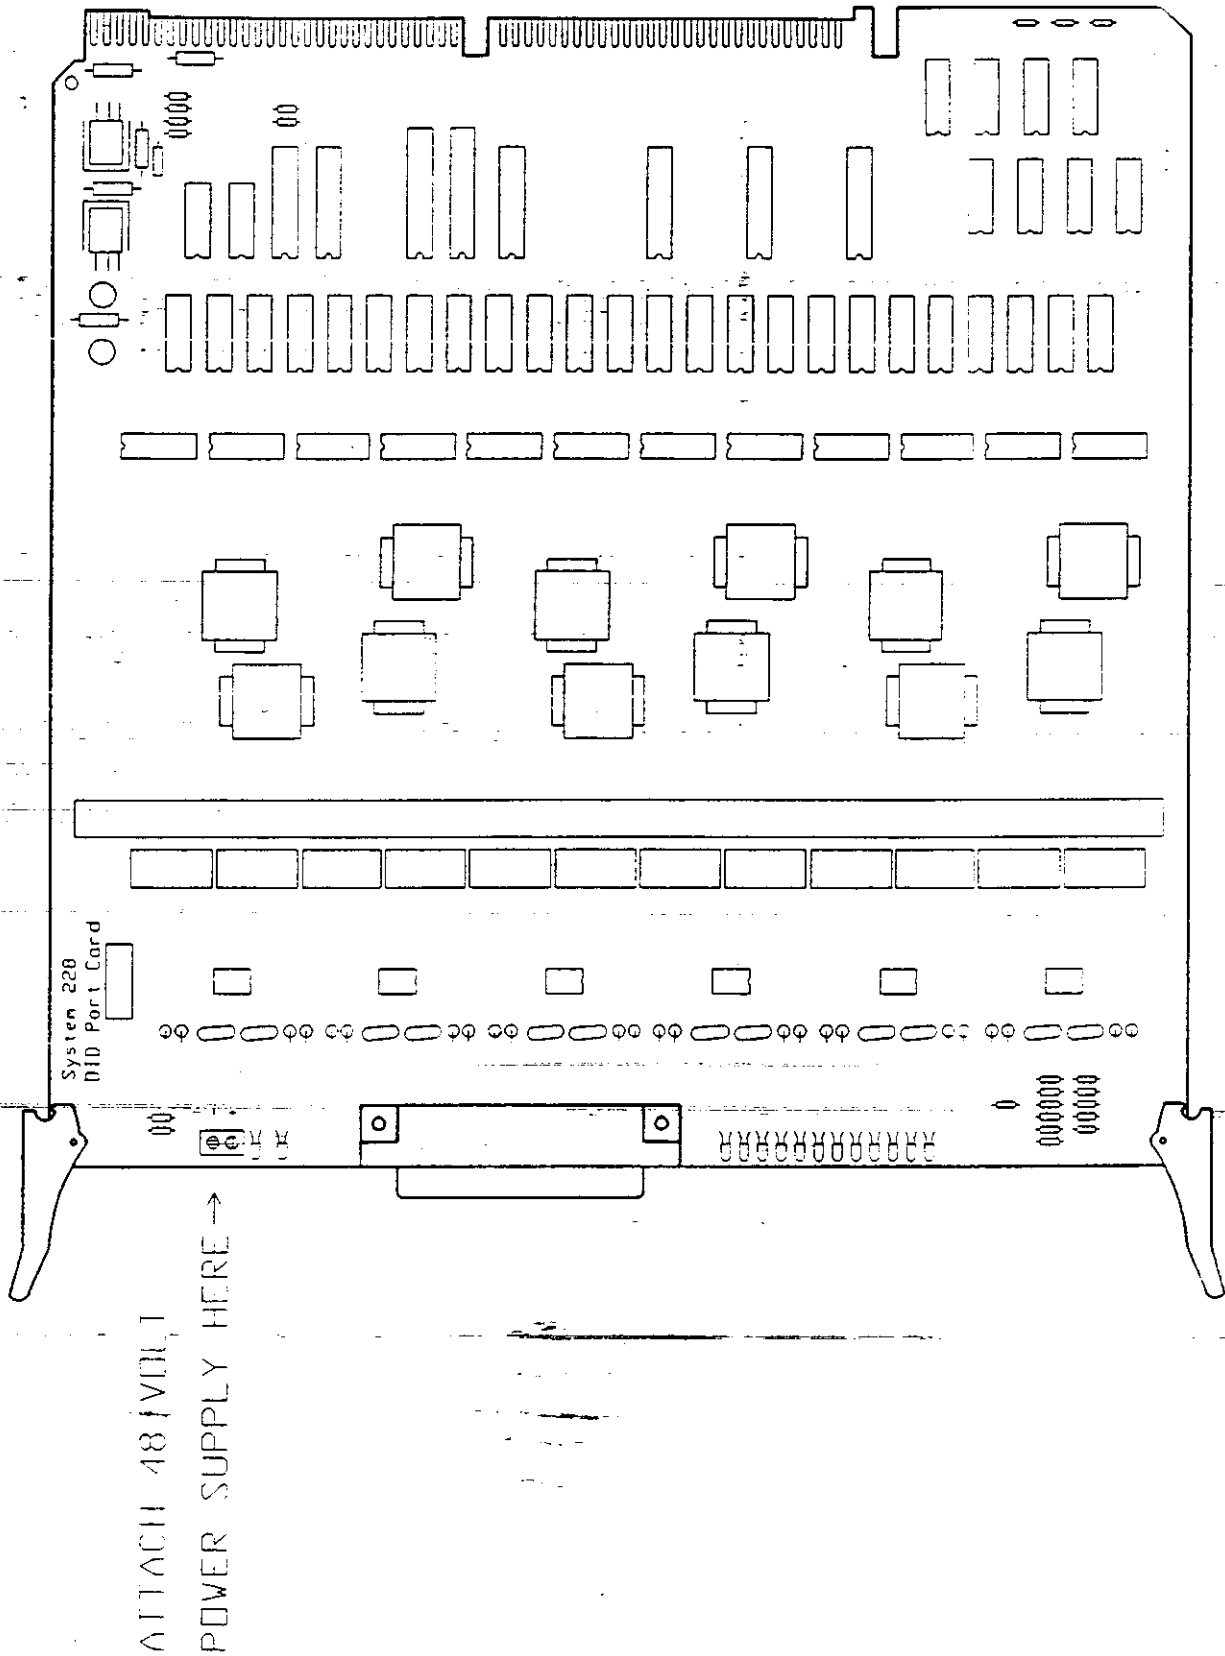 System 228
DID Port Card
- +
ATTACH 48 VOLT
POWER SUPPLY HERE →